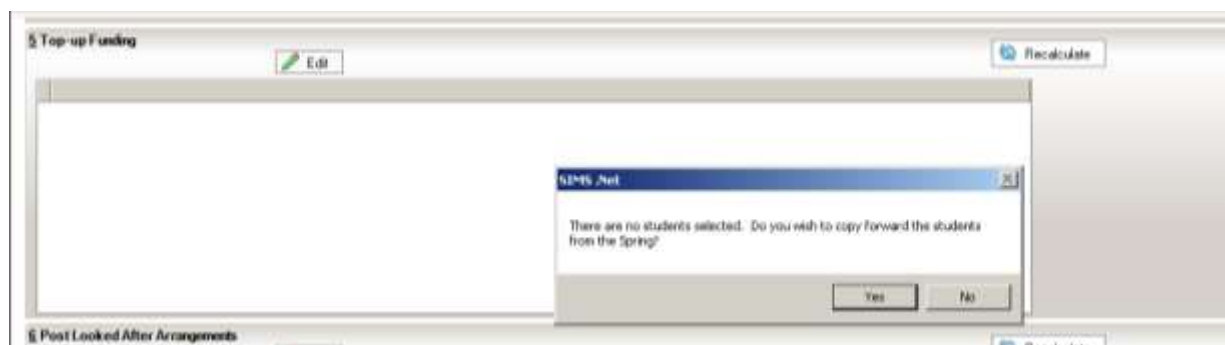 5 Top-up Funding
Edit
Recalculate
SIMS .Net
There are no students selected. Do you wish to copy forward the students
from the Spring?
Yes
No
6 Post Looked After Arrangements
Recalculate